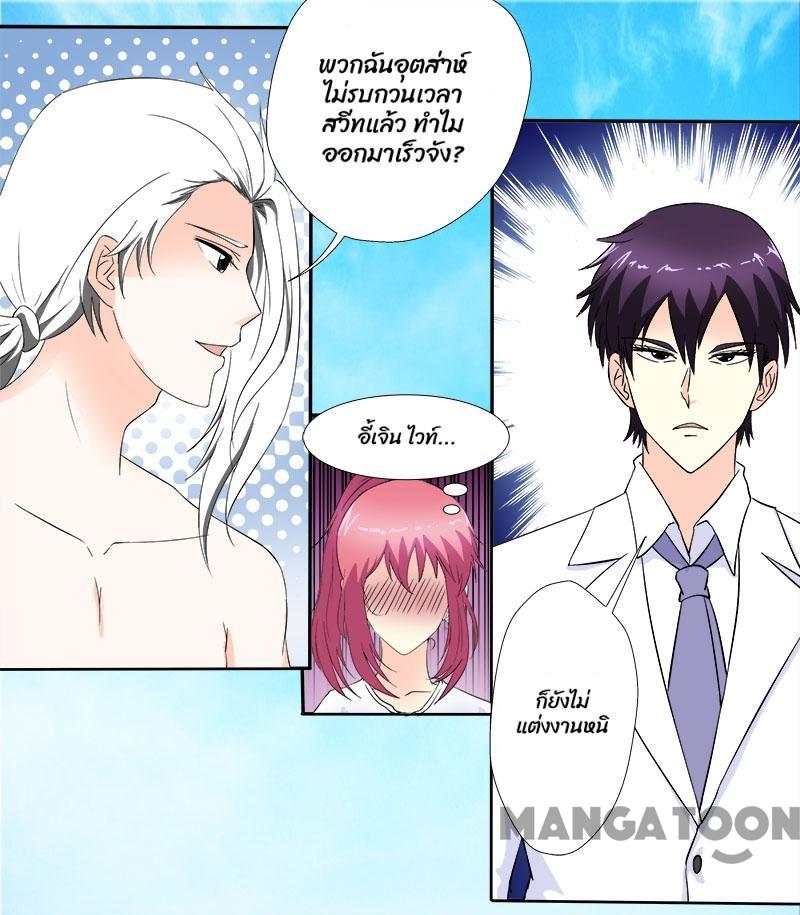 พวกฉันอุตส่าห์
ไม่รบกวนเวลา
สวีทแล้ว ทำไม
ออกมาเร็วจัง?
อี้เจิน ไวท์...
ก็ยังไม่
แต่งงานหนิ
MANGATOON